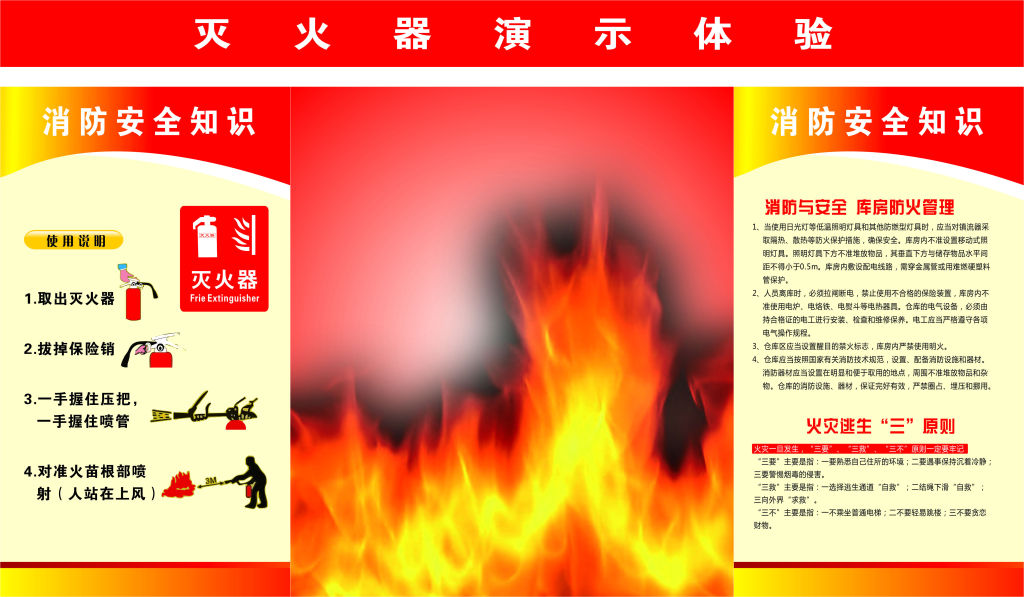 灭火器演示体验
消防安全知识
灭火器
灭火器
Frie Extinguisher
使用说明
1.取出灭火器
2.拔掉保险销
3.一手握住压把，
一手握住喷管
4.对准火苗根部喷
射（人站在上风）
3M
消防安全知识
消防与安全 库房防火管理
1、当使用日光灯等低温照明灯具和其他防燃型灯具时，应当对镇流器采
取隔热、散热等防火保护措施，确保安全。库房内不准设置移动式照
明灯具。照明灯具下方不准堆放物品，其垂直下方与储存物品水平间
距不得小于0.5m。库房内敷设配电线路，需穿金属管或用难燃硬塑料
管保护。
2、人员离库时，必须拉闸断电，禁止使用不合格的保险装置，库房内不
准使用电炉、电烙铁、电熨斗等电热器具。仓库的电气设备，必须由
持合格证的电工进行安装、检查和维修保养。电工应当严格遵守各项
电气操作规程。
3、仓库区应当设置醒目的禁火标志，库房内严禁使用明火。
4、仓库应当按照国家有关消防技术规范，设置、配备消防设施和器材。
消防器材应当设置在明显和便于取用的地点，周围不准堆放物品和杂
物。仓库的消防设施、器材，保证完好有效，严禁圈占、埋压和挪用。
火灾逃生“三”原则
火灾一旦发生，“三要”、“三救”、“三不”原则一定要牢记
“三要”主要是指：一要熟悉自己住所的环境；二要遇事保持沉着冷静；
三要警惕烟毒的侵害。
“三救”主要是指：一选择逃生通道“自救”；二结绳下滑“自救”；
三向外界“求救”。
“三不”主要是指：一不乘坐普通电梯；二不要轻易跳楼；三不要贪恋
财物。